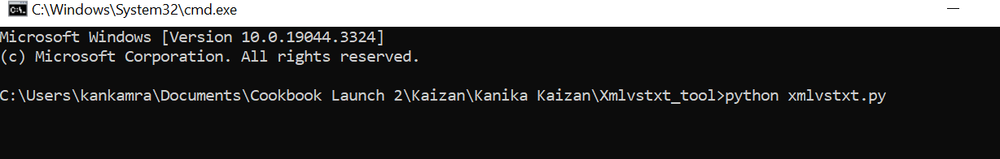 C:\Windows\System32\cmd.exe
Microsoft Windows [Version 10.0.19044.3324]
(c) Microsoft Corporation. All rights reserved.
C:\Users\kankamra\Documents\Cookbook Launch 2\Kaizan\Kanika Kaizan\Xmlvstxt_tool>python xmlvstxt.py